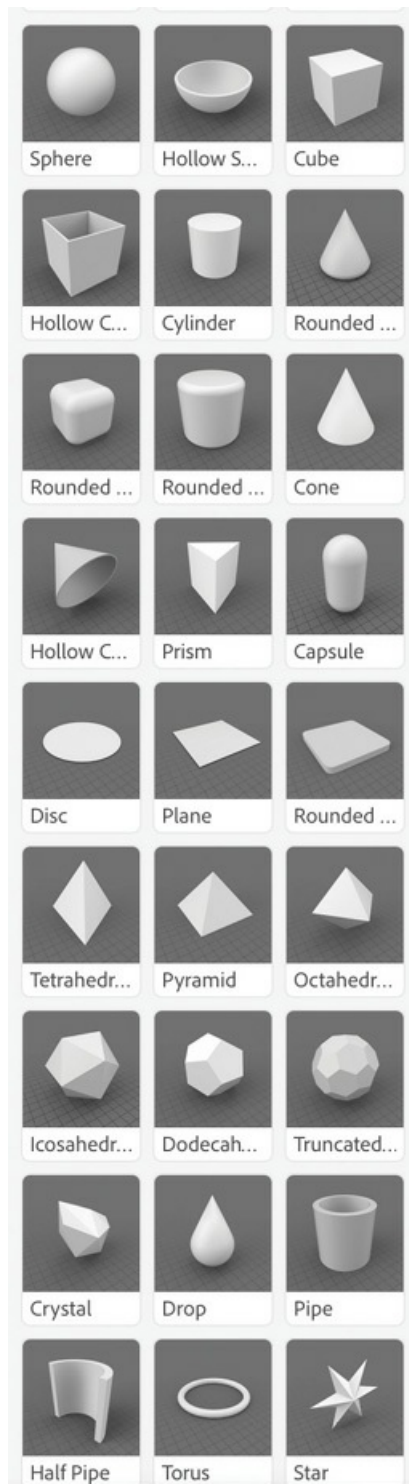 Sphere
Hollow S...
Cube
Hollow C...
Cylinder
Rounded ...
Rounded ...
Rounded ...
Cone
Hollow C...
Prism
Capsule
Disc
Plane
Rounded ...
Tetrahedr...
Pyramid
Octahedr...
Icosahedr...
Dodecah...
Truncated...
Crystal
Drop
Pipe
Half Pipe
Torus
Star